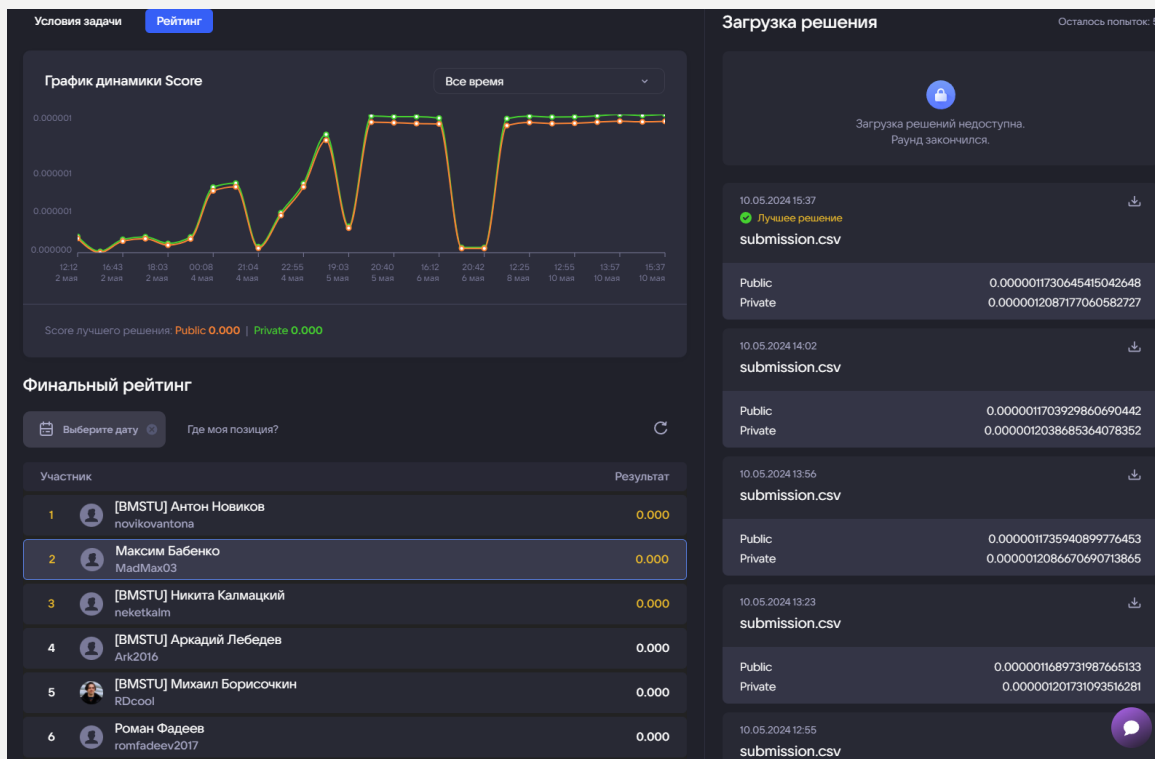 Условия задачи
Рейтинг
График динамики Score
Все время
0.000001
0.000001
0.000001
0.000000
12:12 16:43 18:03 00:08 21:04 22:55 19:03 20:40 16:12 20:42 12:25 12:55 13:57 15:37
2 мая 2 мая 2 мая 4 мая 4 мая 4 мая 5 мая 5 мая 6 мая 6 мая 8 мая 10 мая 10 мая 10 мая
Score лучшего решения: Public 0.000 | Private 0.000
Финальный рейтинг
Выберите дату
Где моя позиция?
Участник Результат
1 [BMSTU] Антон Новиков 0.000
novikovantona
2 Максим Бабенко 0.000
MadMax03
3 [BMSTU] Никита Калмацкий 0.000
neketkalm
4 [BMSTU] Аркадий Лебедев 0.000
Ark2016
5 [BMSTU] Михаил Борисочкин 0.000
RDcool
6 Роман Фадеев 0.000
romfadeev2017
Загрузка решения
Осталось попыток: 5
Загрузка решений недоступна.
Раунд закончился.
10.05.2024 15:37
Лучшее решение
submission.csv
Public 0.0000011730645415042648
Private 0.0000012087177060582727
10.05.2024 14:02
submission.csv
Public 0.0000011703929860690442
Private 0.0000012038685364078352
10.05.2024 13:56
submission.csv
Public 0.0000011735940899776453
Private 0.0000012086670690713865
10.05.2024 13:23
submission.csv
Public 0.0000011689731987665133
Private 0.000001201731093516281
10.05.2024 12:55
submission.csv